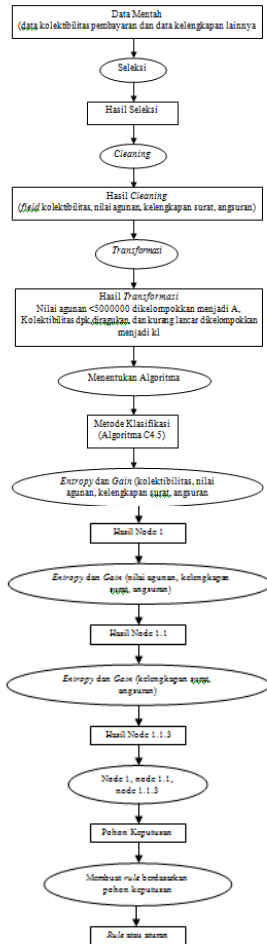 Data Mentah
(data kolektibilitas pembayaran dan data kelengkapan lainnya
Seleksi
Hasil Seleksi
Cleaning
Hasil Cleaning
(field kolektibilitas, nilai agunan, kelengkapan surat, angsuran)
Transformasi
Hasil Transformasi
Nilai agunan <5000000 dikelompokkan menjadi A,
Kolektibilitas dpk,diragukan, dan kurang lancar dikelompokkan
menjadi kl
Menentukan Algoritma
Metode Klasifikasi
(Algoritma C4.5)
Entropy dan Gain (kolektibilitas, nilai
agunan, kelengkapan surat, angsuran
Hasil Node 1
Entropy dan Gain (nilai agunan, kelengkapan
surat, angsuran)
Hasil Node 1.1
Entropy dan Gain (kelengkapan surat,
angsuran)
Hasil Node 1.1.3
Node 1, node 1.1,
node 1.1.3
Pohon Keputusan
Membuat rule berdasarkan
pohon keputusan
Rule atau aturan